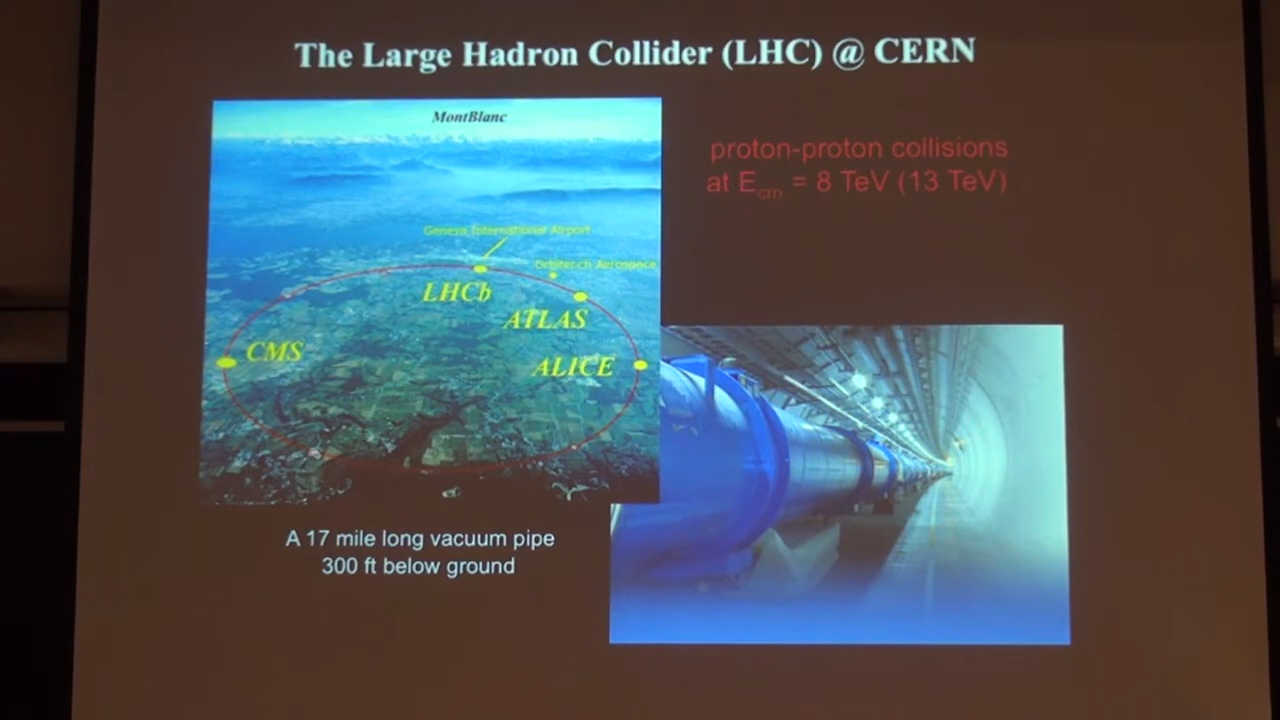 The Large Hadron Collider (LHC) @ CERN
MontBlanc
proton-proton collisions
at Ecm = 8 TeV (13 TeV)
Geneva International Airport
Orbiter.ch Aerospace
LHCb
ATLAS
CMS
ALICE
A 17 mile long vacuum pipe
300 ft below ground